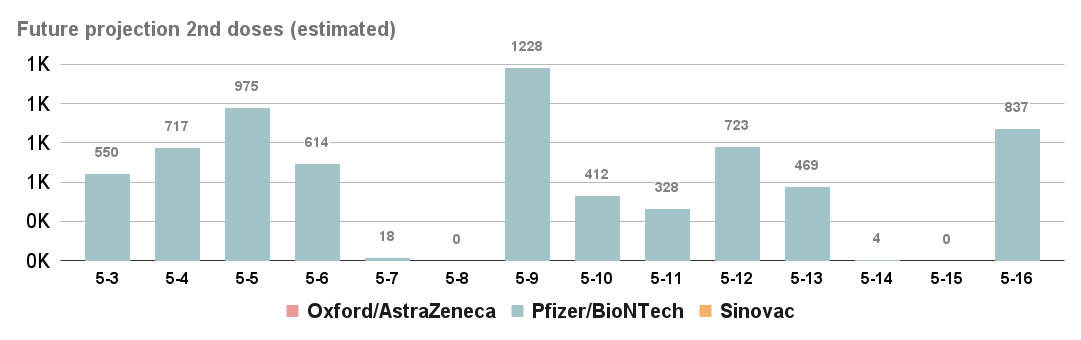 Future projection 2nd doses (estimated)
1K
1K
1K
1K
0K
0K
550
717
975
614
18
0
1228
412
328
723
469
4
0
837
5-3 5-4 5-5 5-6 5-7 5-8 5-9 5-10 5-11 5-12 5-13 5-14 5-15 5-16
Oxford/AstraZeneca Pfizer/BioNTech Sinovac